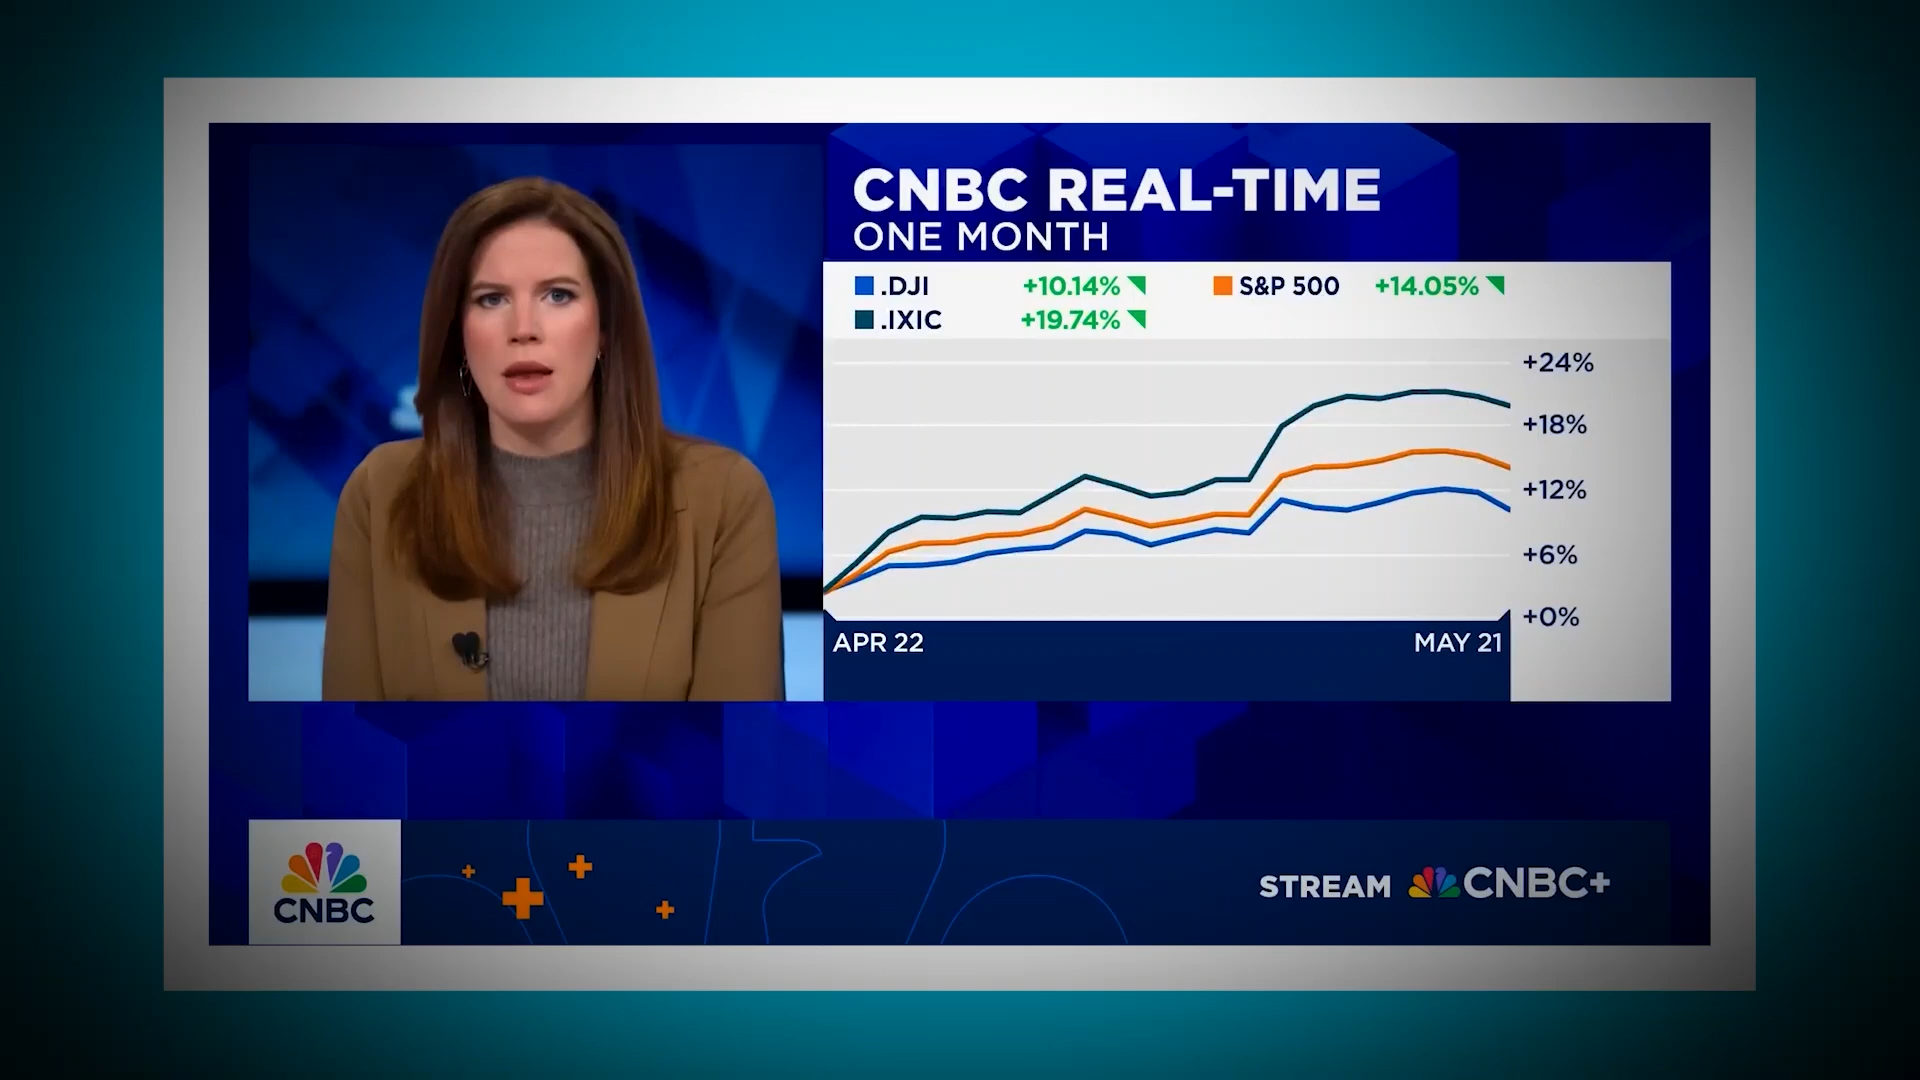 CNBC REAL-TIME
ONE MONTH
.DJI +10.14% S&P 500 +14.05%
.IXIC +19.74%
+24%
+18%
+12%
+6%
+0%
APR 22 MAY 21
CNBC
STREAM CNBC+